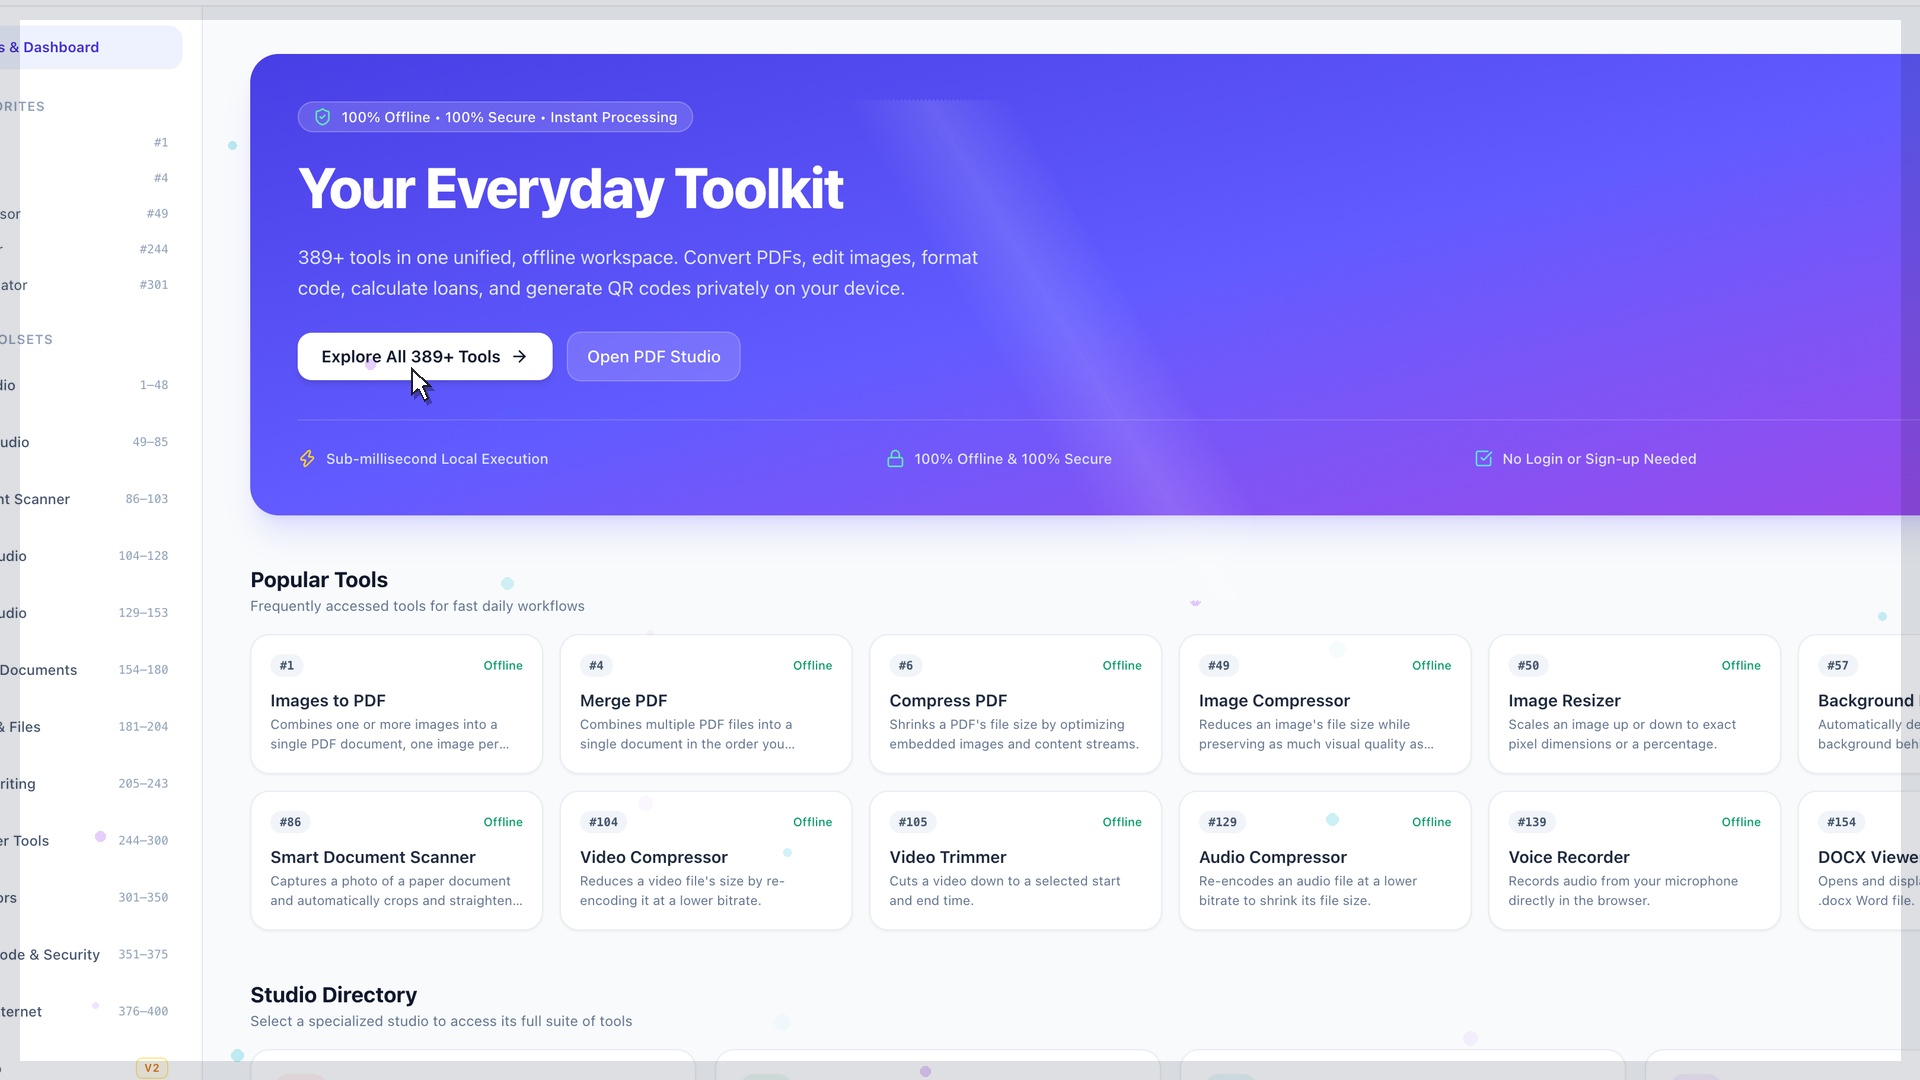 s & Dashboard
ORITES
#1
#4
sor #49
r #244
ator #301
OLSETS
dio 1–48
udio 49–85
nt Scanner 86–103
udio 104–128
udio 129–153
Documents 154–180
& Files 181–204
riting 205–243
er Tools 244–300
ors 301–350
ode & Security 351–375
ternet 376–400
V2
100% Offline • 100% Secure • Instant Processing
Your Everyday Toolkit
389+ tools in one unified, offline workspace. Convert PDFs, edit images, format
code, calculate loans, and generate QR codes privately on your device.
Explore All 389+ Tools →
Open PDF Studio
Sub-millisecond Local Execution
100% Offline & 100% Secure
No Login or Sign-up Needed
Popular Tools
Frequently accessed tools for fast daily workflows
#1 Offline
Images to PDF
Combines one or more images into a
single PDF document, one image per...
#4 Offline
Merge PDF
Combines multiple PDF files into a
single document in the order you...
#6 Offline
Compress PDF
Shrinks a PDF's file size by optimizing
embedded images and content streams.
#49 Offline
Image Compressor
Reduces an image's file size while
preserving as much visual quality as...
#50 Offline
Image Resizer
Scales an image up or down to exact
pixel dimensions or a percentage.
#57
Background
Automatically de
background beh
#86 Offline
Smart Document Scanner
Captures a photo of a paper document
and automatically crops and straighten...
#104 Offline
Video Compressor
Reduces a video file's size by re-
encoding it at a lower bitrate.
#105 Offline
Video Trimmer
Cuts a video down to a selected start
and end time.
#129 Offline
Audio Compressor
Re-encodes an audio file at a lower
bitrate to shrink its file size.
#139 Offline
Voice Recorder
Records audio from your microphone
directly in the browser.
#154
DOCX Viewe
Opens and displ
.docx Word file.
Studio Directory
Select a specialized studio to access its full suite of tools